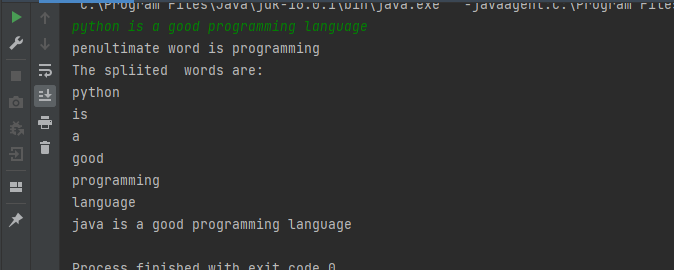 "C:\Program Files\Java\jdk-18.0.1\bin\java.exe" "-javaagent:C:\Program Files
python is a good programming language
penultimate word is programming
The spliited  words are:
python
is
a
good
programming
language
java is a good programming language
Process finished with exit code 0